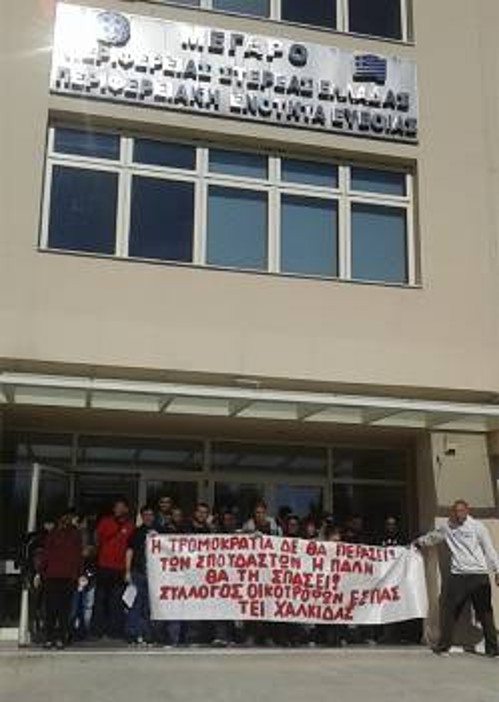 ΜΕΓΑΡΟ
ΠΕΡΙΦΕΡΕΙΑΣ ΣΤΕΡΕΑΣ ΕΛΛΑΔΑΣ
ΠΕΡΙΦΕΡΕΙΑΚΗ ΕΝΟΤΗΤΑ ΕΥΒΟΙΑΣ
Η ΤΡΟΜΟΚΡΑΤΙΑ ΔΕ ΘΑ ΠΕΡΑΣΕΙ!
ΤΩΝ ΣΠΟΥΔΑΣΤΩΝ Η ΠΑΛΗ
ΘΑ ΤΗ ΣΠΑΣΕΙ!
ΣΥΛΛΟΓΟΣ ΟΙΚΟΤΡΟΦΩΝ ΕΣΠΑΣ
ΤΕΙ ΧΑΛΚΙΔΑΣ